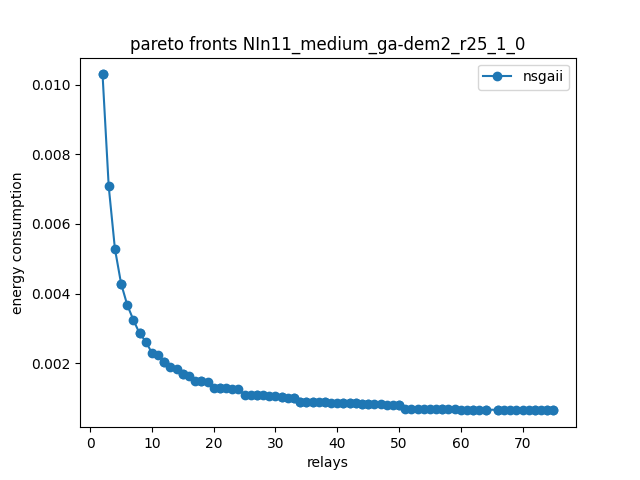 pareto fronts NIn11_medium_ga-dem2_r25_1_0
nsgaii
energy consumption
0.010
0.008
0.006
0.004
0.002
0 10 20 30 40 50 60 70
relays